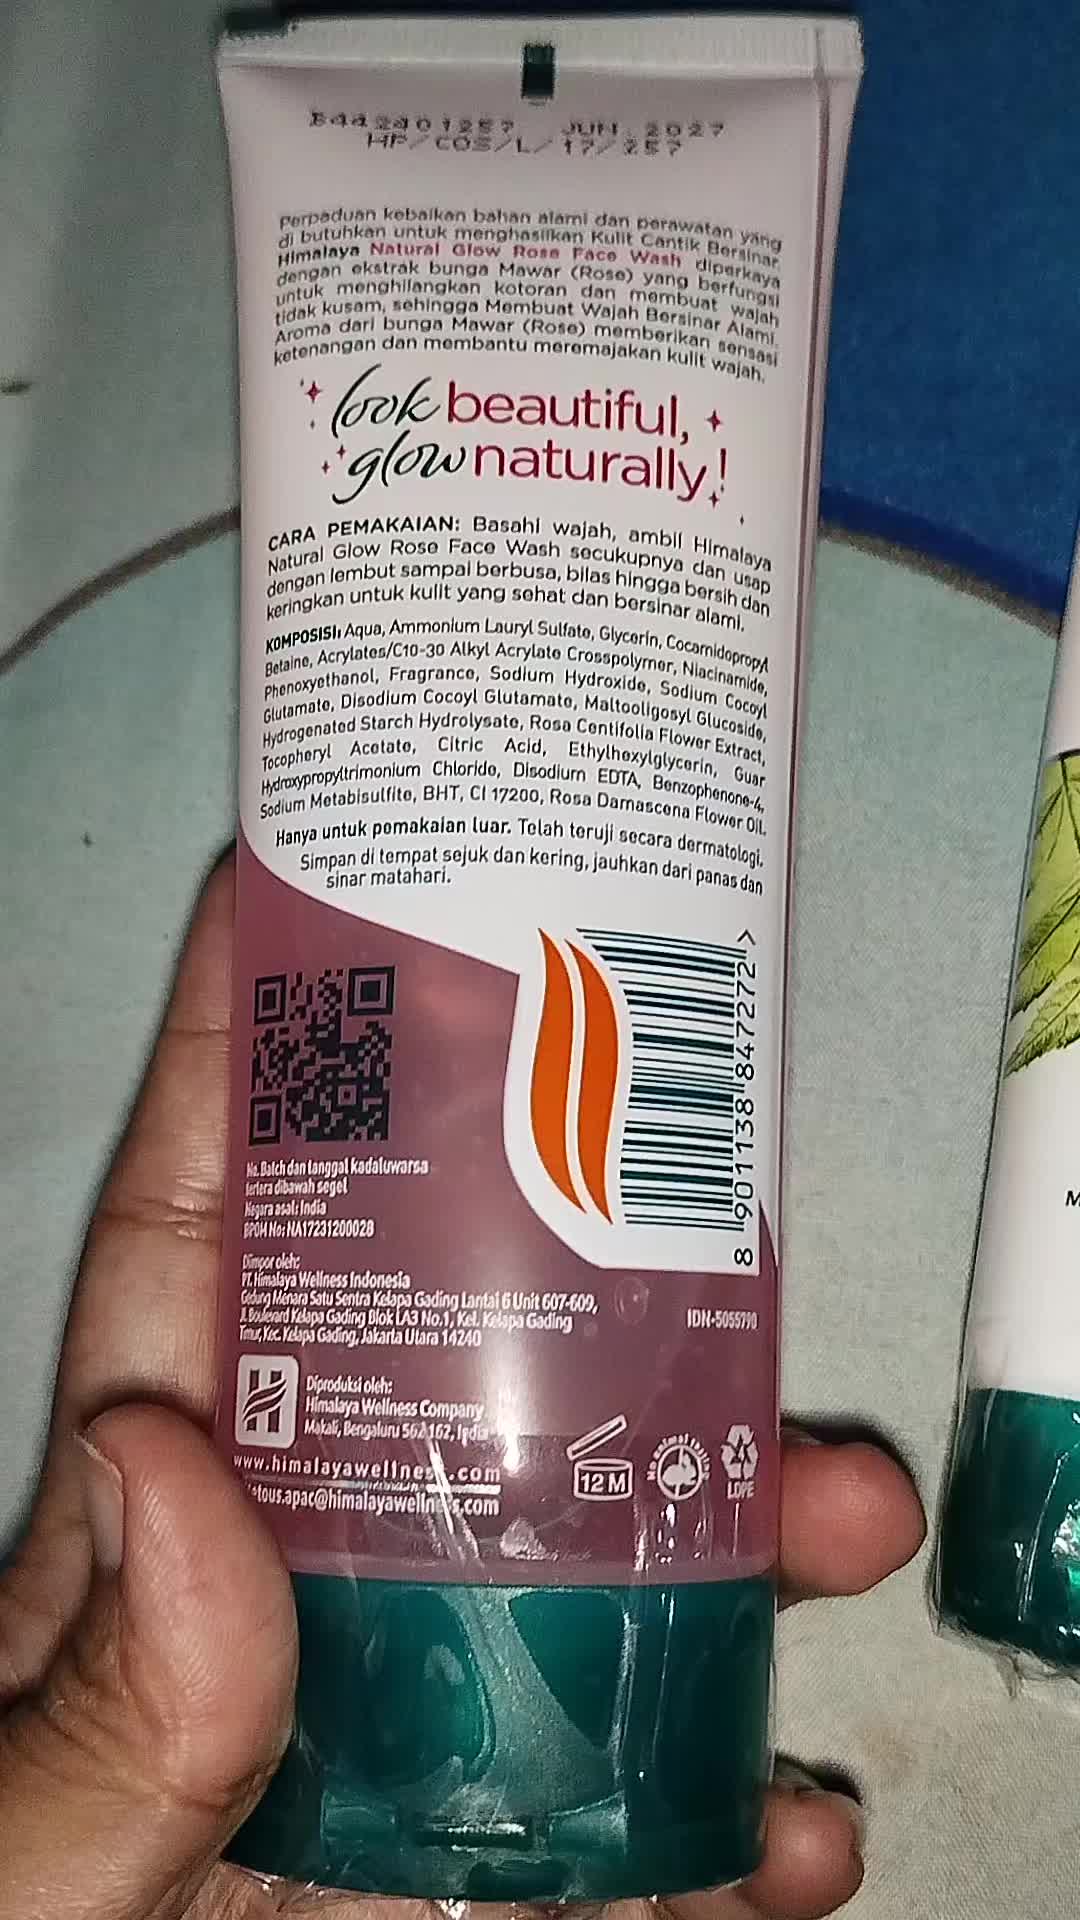 JUN. 2027
HP/COS/L/17/257
Perpaduan kebaikan bahan alami dan perawatan yang
di butuhkan untuk menghasilkan Kulit Cantik Bersinar.
Himalaya Natural Glow Rose Face Wash diperkaya
dengan ekstrak bunga Mawar (Rose) yang berfungsi
untuk menghilangkan kotoran dan membuat wajah
tidak kusam, sehingga Membuat Wajah Bersinar Alami.
Aroma dari bunga Mawar (Rose) memberikan sensasi
ketenangan dan membantu meremajakan kulit wajah.
look beautiful,
glow naturally!
CARA PEMAKAIAN: Basahi wajah, ambil Himalaya
Natural Glow Rose Face Wash secukupnya dan usap
dengan lembut sampai berbusa, bilas hingga bersih dan
keringkan untuk kulit yang sehat dan bersinar alami.
KOMPOSISI: Aqua, Ammonium Lauryl Sulfate, Glycerin, Cocamidopropyl
Betaine, Acrylates/C10-30 Alkyl Acrylate Crosspolymer, Niacinamide,
Phenoxyethanol, Fragrance, Sodium Hydroxide, Sodium Cocoyl
Glutamate, Disodium Cocoyl Glutamate, Maltooligosyl Glucoside,
Hydrogenated Starch Hydrolysate, Rosa Centifolia Flower Extract,
Tocopheryl Acetate, Citric Acid, Ethylhexylglycerin, Guar
Hydroxypropyltrimonium Chloride, Disodium EDTA, Benzophenone-4,
Sodium Metabisulfite, BHT, CI 17200, Rosa Damascena Flower Oil.
Hanya untuk pemakaian luar. Telah teruji secara dermatologi.
Simpan di tempat sejuk dan kering, jauhkan dari panas dan
sinar matahari.
8 901138 847272 >
No. Batch dan tanggal kadaluwarsa
tertera dibawah segel
Negara asal: India
BPOM No: NA17231200028
Diimpor oleh:
PT. Himalaya Wellness Indonesia
Gedung Menara Satu Sentra Kelapa Gading Lantai 6 Unit 607-609,
Jl. Boulevard Kelapa Gading Blok LA3 No.1, Kel. Kelapa Gading
Timur, Kec. Kelapa Gading, Jakarta Utara 14240
IDN-5055790
Diproduksi oleh:
Himalaya Wellness Company
Makali, Bengaluru 562 162, India
www.himalayawellness.com
12 M
No animal testing
4
LDPE
M